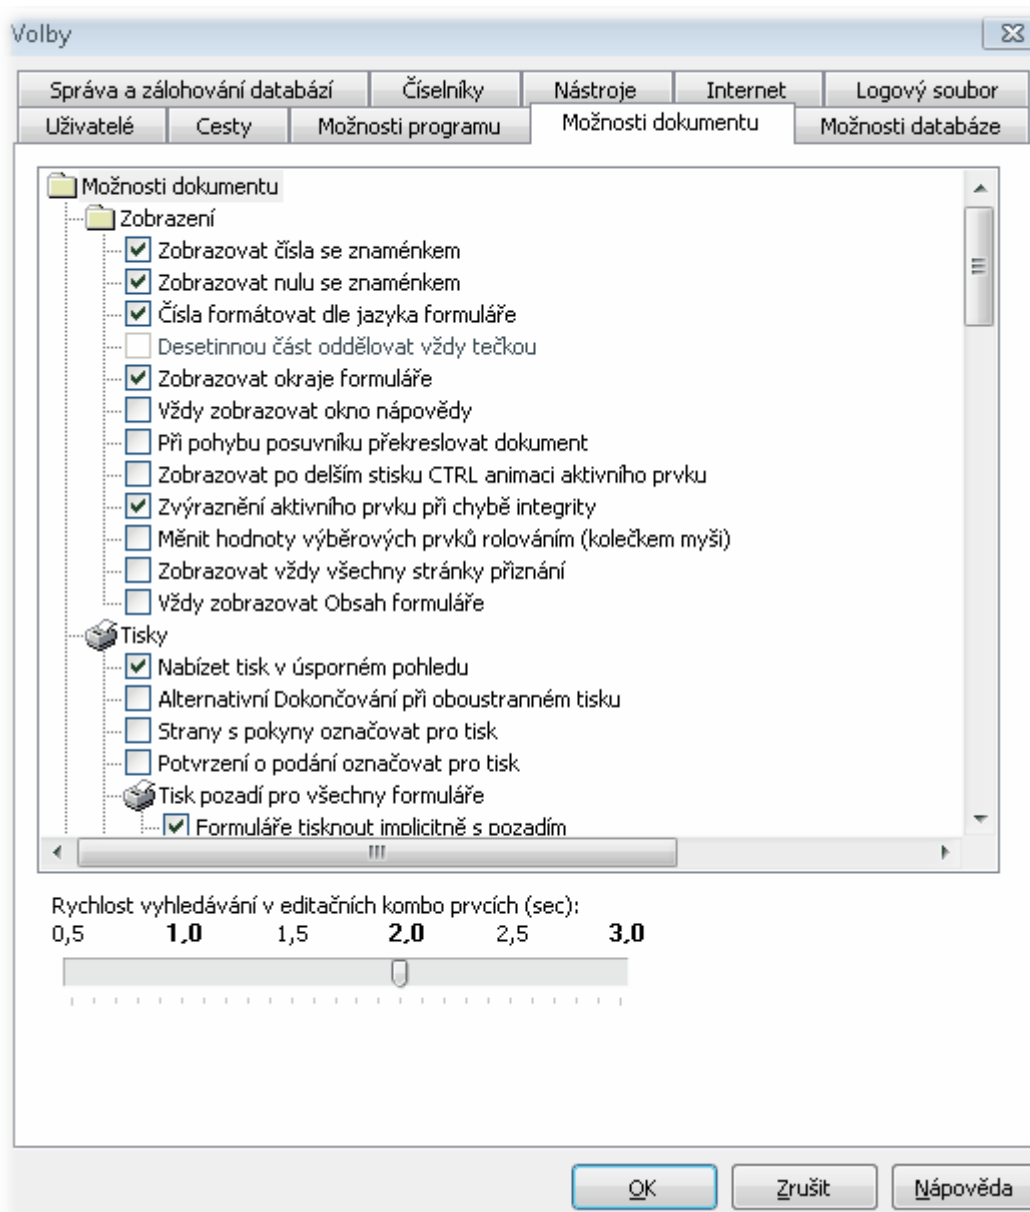 Volby
Správa a zálohování databází Číselníky Nástroje Internet Logový soubor
Uživatelé Cesty Možnosti programu Možnosti dokumentu Možnosti databáze
Možnosti dokumentu
Zobrazení
Zobrazovat čísla se znaménkem
Zobrazovat nulu se znaménkem
Čísla formátovat dle jazyka formuláře
Desetinnou část oddělovat vždy tečkou
Zobrazovat okraje formuláře
Vždy zobrazovat okno nápovědy
Při pohybu posuvníku překreslovat dokument
Zobrazovat po delším stisku CTRL animaci aktivního prvku
Zvýraznění aktivního prvku při chybě integrity
Měnit hodnoty výběrových prvků rolováním (kolečkem myši)
Zobrazovat vždy všechny stránky přiznání
Vždy zobrazovat Obsah formuláře
Tisky
Nabízet tisk v úsporném pohledu
Alternativní Dokončování při oboustranném tisku
Strany s pokyny označovat pro tisk
Potvrzení o podání označovat pro tisk
Tisk pozadí pro všechny formuláře
Formuláře tisknout implicitně s pozadím
Rychlost vyhledávání v editačních kombo prvcích (sec):
0,5 1,0 1,5 2,0 2,5 3,0
OK Zrušit Nápověda